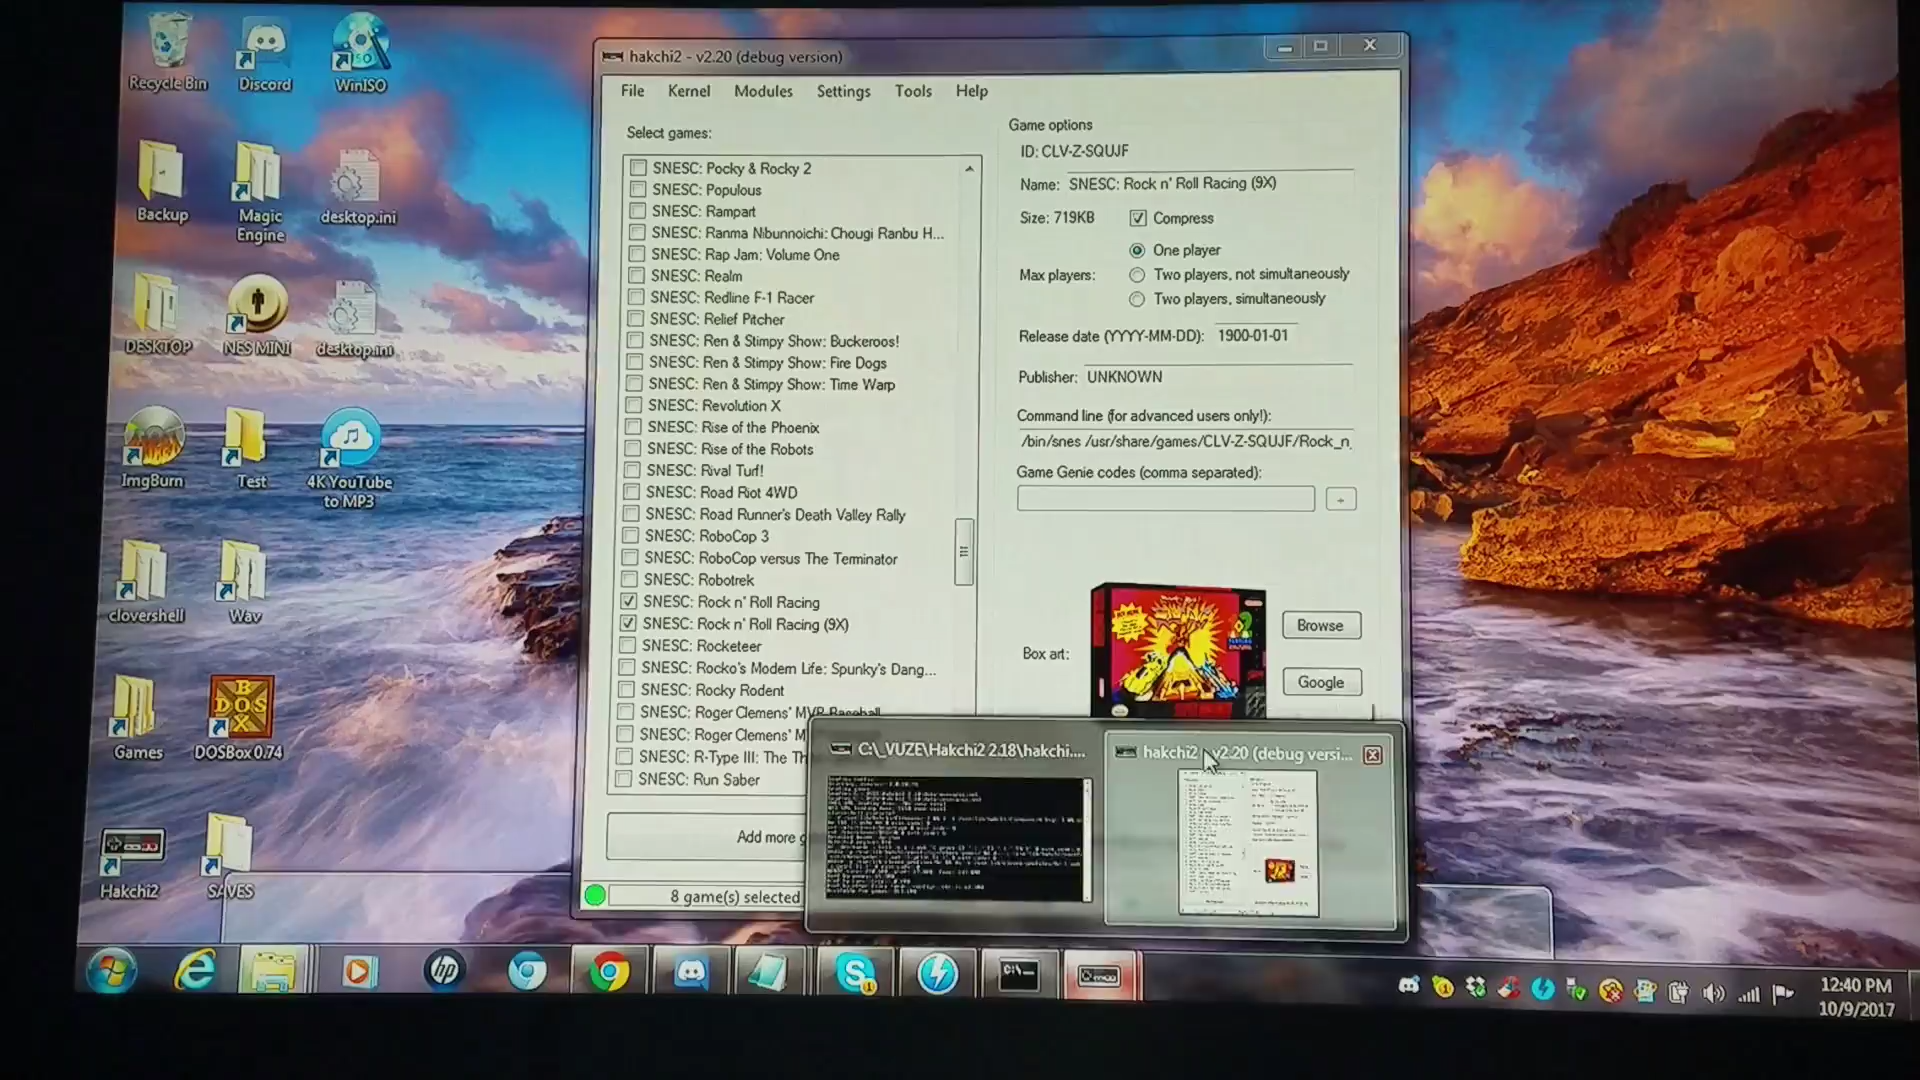 Recycle Bin
Discord
WinISO
Backup
Magic
Engine
desktop.ini
DESKTOP
NES MINI
desktop.ini
ImgBurn
Test
4K YouTube
to MP3
clovershell
Wav
Games
DOSBox 0.74
Hakchi2
SAVES
hakchi2 - v2.20 (debug version)
File Kernel Modules Settings Tools Help
Select games:
SNESC: Pocky & Rocky 2
SNESC: Populous
SNESC: Rampart
SNESC: Ranma Nibunnoichi: Chougi Ranbu H...
SNESC: Rap Jam: Volume One
SNESC: Realm
SNESC: Redline F-1 Racer
SNESC: Relief Pitcher
SNESC: Ren & Stimpy Show: Buckeroos!
SNESC: Ren & Stimpy Show: Fire Dogs
SNESC: Ren & Stimpy Show: Time Warp
SNESC: Revolution X
SNESC: Rise of the Phoenix
SNESC: Rise of the Robots
SNESC: Rival Turf!
SNESC: Road Riot 4WD
SNESC: Road Runner's Death Valley Rally
SNESC: RoboCop 3
SNESC: RoboCop versus The Terminator
SNESC: Robotrek
SNESC: Rock n' Roll Racing
SNESC: Rock n' Roll Racing (9X)
SNESC: Rocketeer
SNESC: Rocko's Modern Life: Spunky's Dang...
SNESC: Rocky Rodent
SNESC: Roger Clemens' MVP Baseball
SNESC: Roger Clemens' M
SNESC: R-Type III: The Th
SNESC: Run Saber
Add more g
8 game(s) selected
Game options
ID: CLV-Z-SQUJF
Name: SNESC: Rock n' Roll Racing (9X)
Size: 719KB Compress
One player
Max players: Two players, not simultaneously
Two players, simultaneously
Release date (YYYY-MM-DD): 1900-01-01
Publisher: UNKNOWN
Command line (for advanced users only!):
/bin/snes /usr/share/games/CLV-Z-SQUJF/Rock_n_
Game Genie codes (comma separated):
+
Box art:
Browse
Google
C:\_VUZE\Hakchi2 2.18\hakchi....
hakchi2 - v2.20 (debug versi...
hp
12:40 PM
10/9/2017